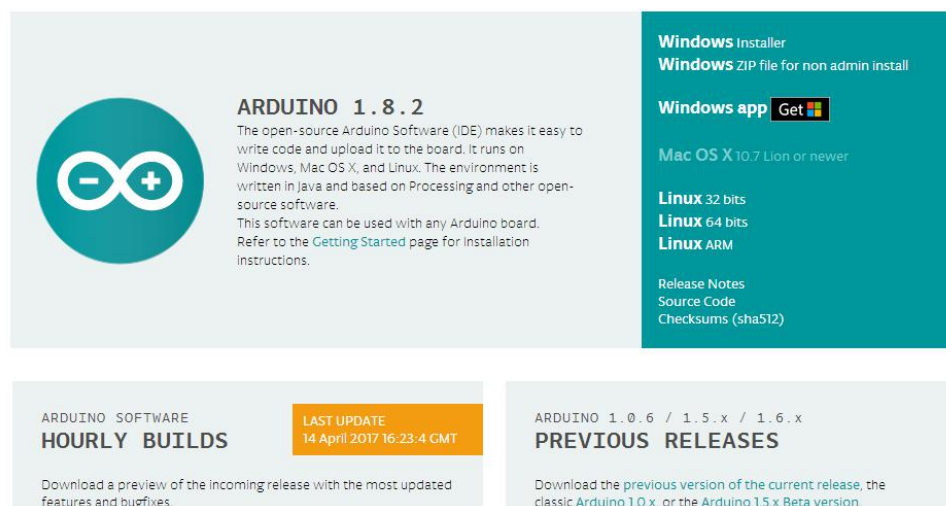 ARDUINO 1.8.2
The open-source Arduino Software (IDE) makes it easy to
write code and upload it to the board. It runs on
Windows, Mac OS X, and Linux. The environment is
written in Java and based on Processing and other open-
source software.
This software can be used with any Arduino board.
Refer to the Getting Started page for Installation
instructions.
Windows Installer
Windows ZIP file for non admin install
Windows app Get
Mac OS X 10.7 Lion or newer
Linux 32 bits
Linux 64 bits
Linux ARM
Release Notes
Source Code
Checksums (sha512)
ARDUINO SOFTWARE
HOURLY BUILDS
LAST UPDATE
14 April 2017 16:23:4 GMT
Download a preview of the incoming release with the most updated
features and bugfixes.
ARDUINO 1.0.6 / 1.5.x / 1.6.x
PREVIOUS RELEASES
Download the previous version of the current release, the
classic Arduino 1.0.x, or the Arduino 1.5.x Beta version.